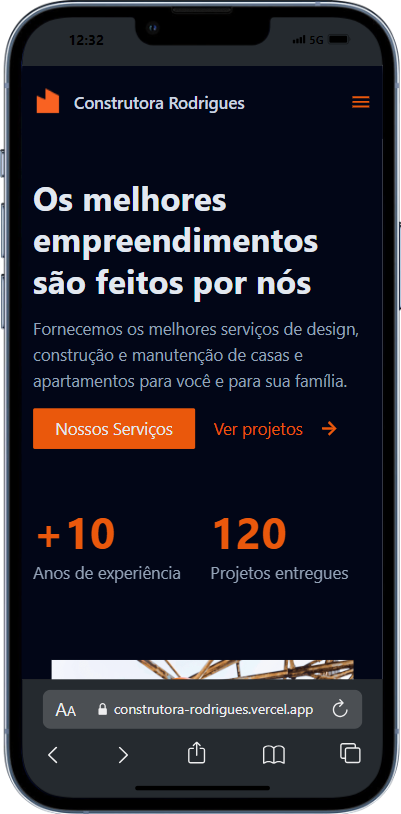 12:32
5G
Construtora Rodrigues
Os melhores
empreendimentos
são feitos por nós
Fornecemos os melhores serviços de design,
construção e manutenção de casas e
apartamentos para você e para sua família.
Nossos Serviços
Ver projetos
+10
120
Anos de experiência
Projetos entregues
AA
construtora-rodrigues.vercel.app